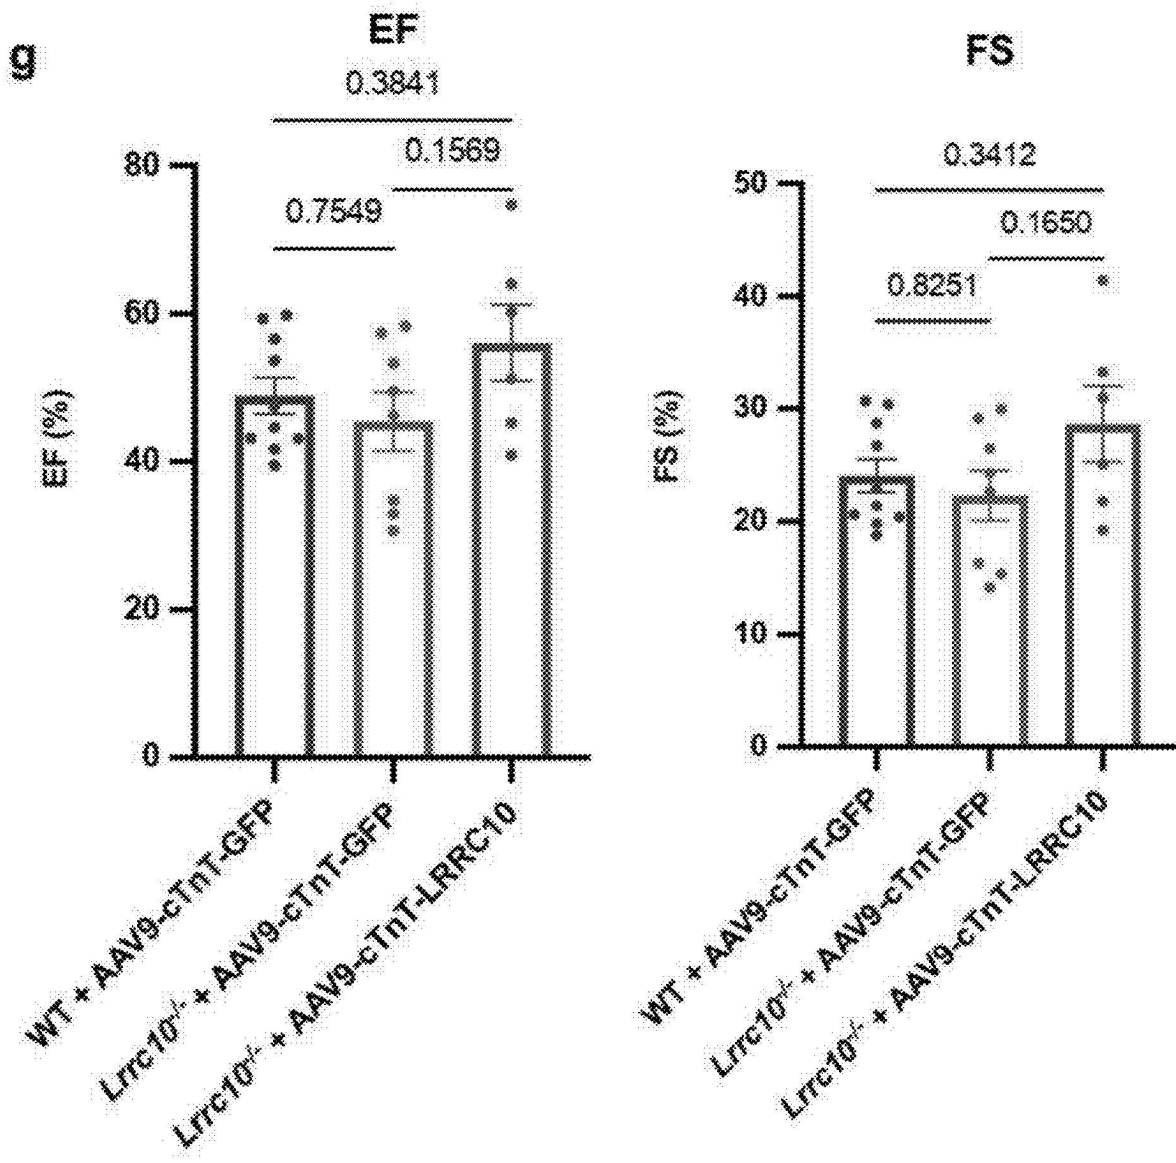 g
EF
0.3841
0.1569
0.7549
80
60
40
20
0
EF (%)
WT + AAV9-cTnT-GFP
Lrrc10-/- + AAV9-cTnT-GFP
Lrrc10-/- + AAV9-cTnT-LRRC10
FS
0.3412
0.1650
0.8251
50
40
30
20
10
0
FS (%)
WT + AAV9-cTnT-GFP
Lrrc10-/- + AAV9-cTnT-GFP
Lrrc10-/- + AAV9-cTnT-LRRC10